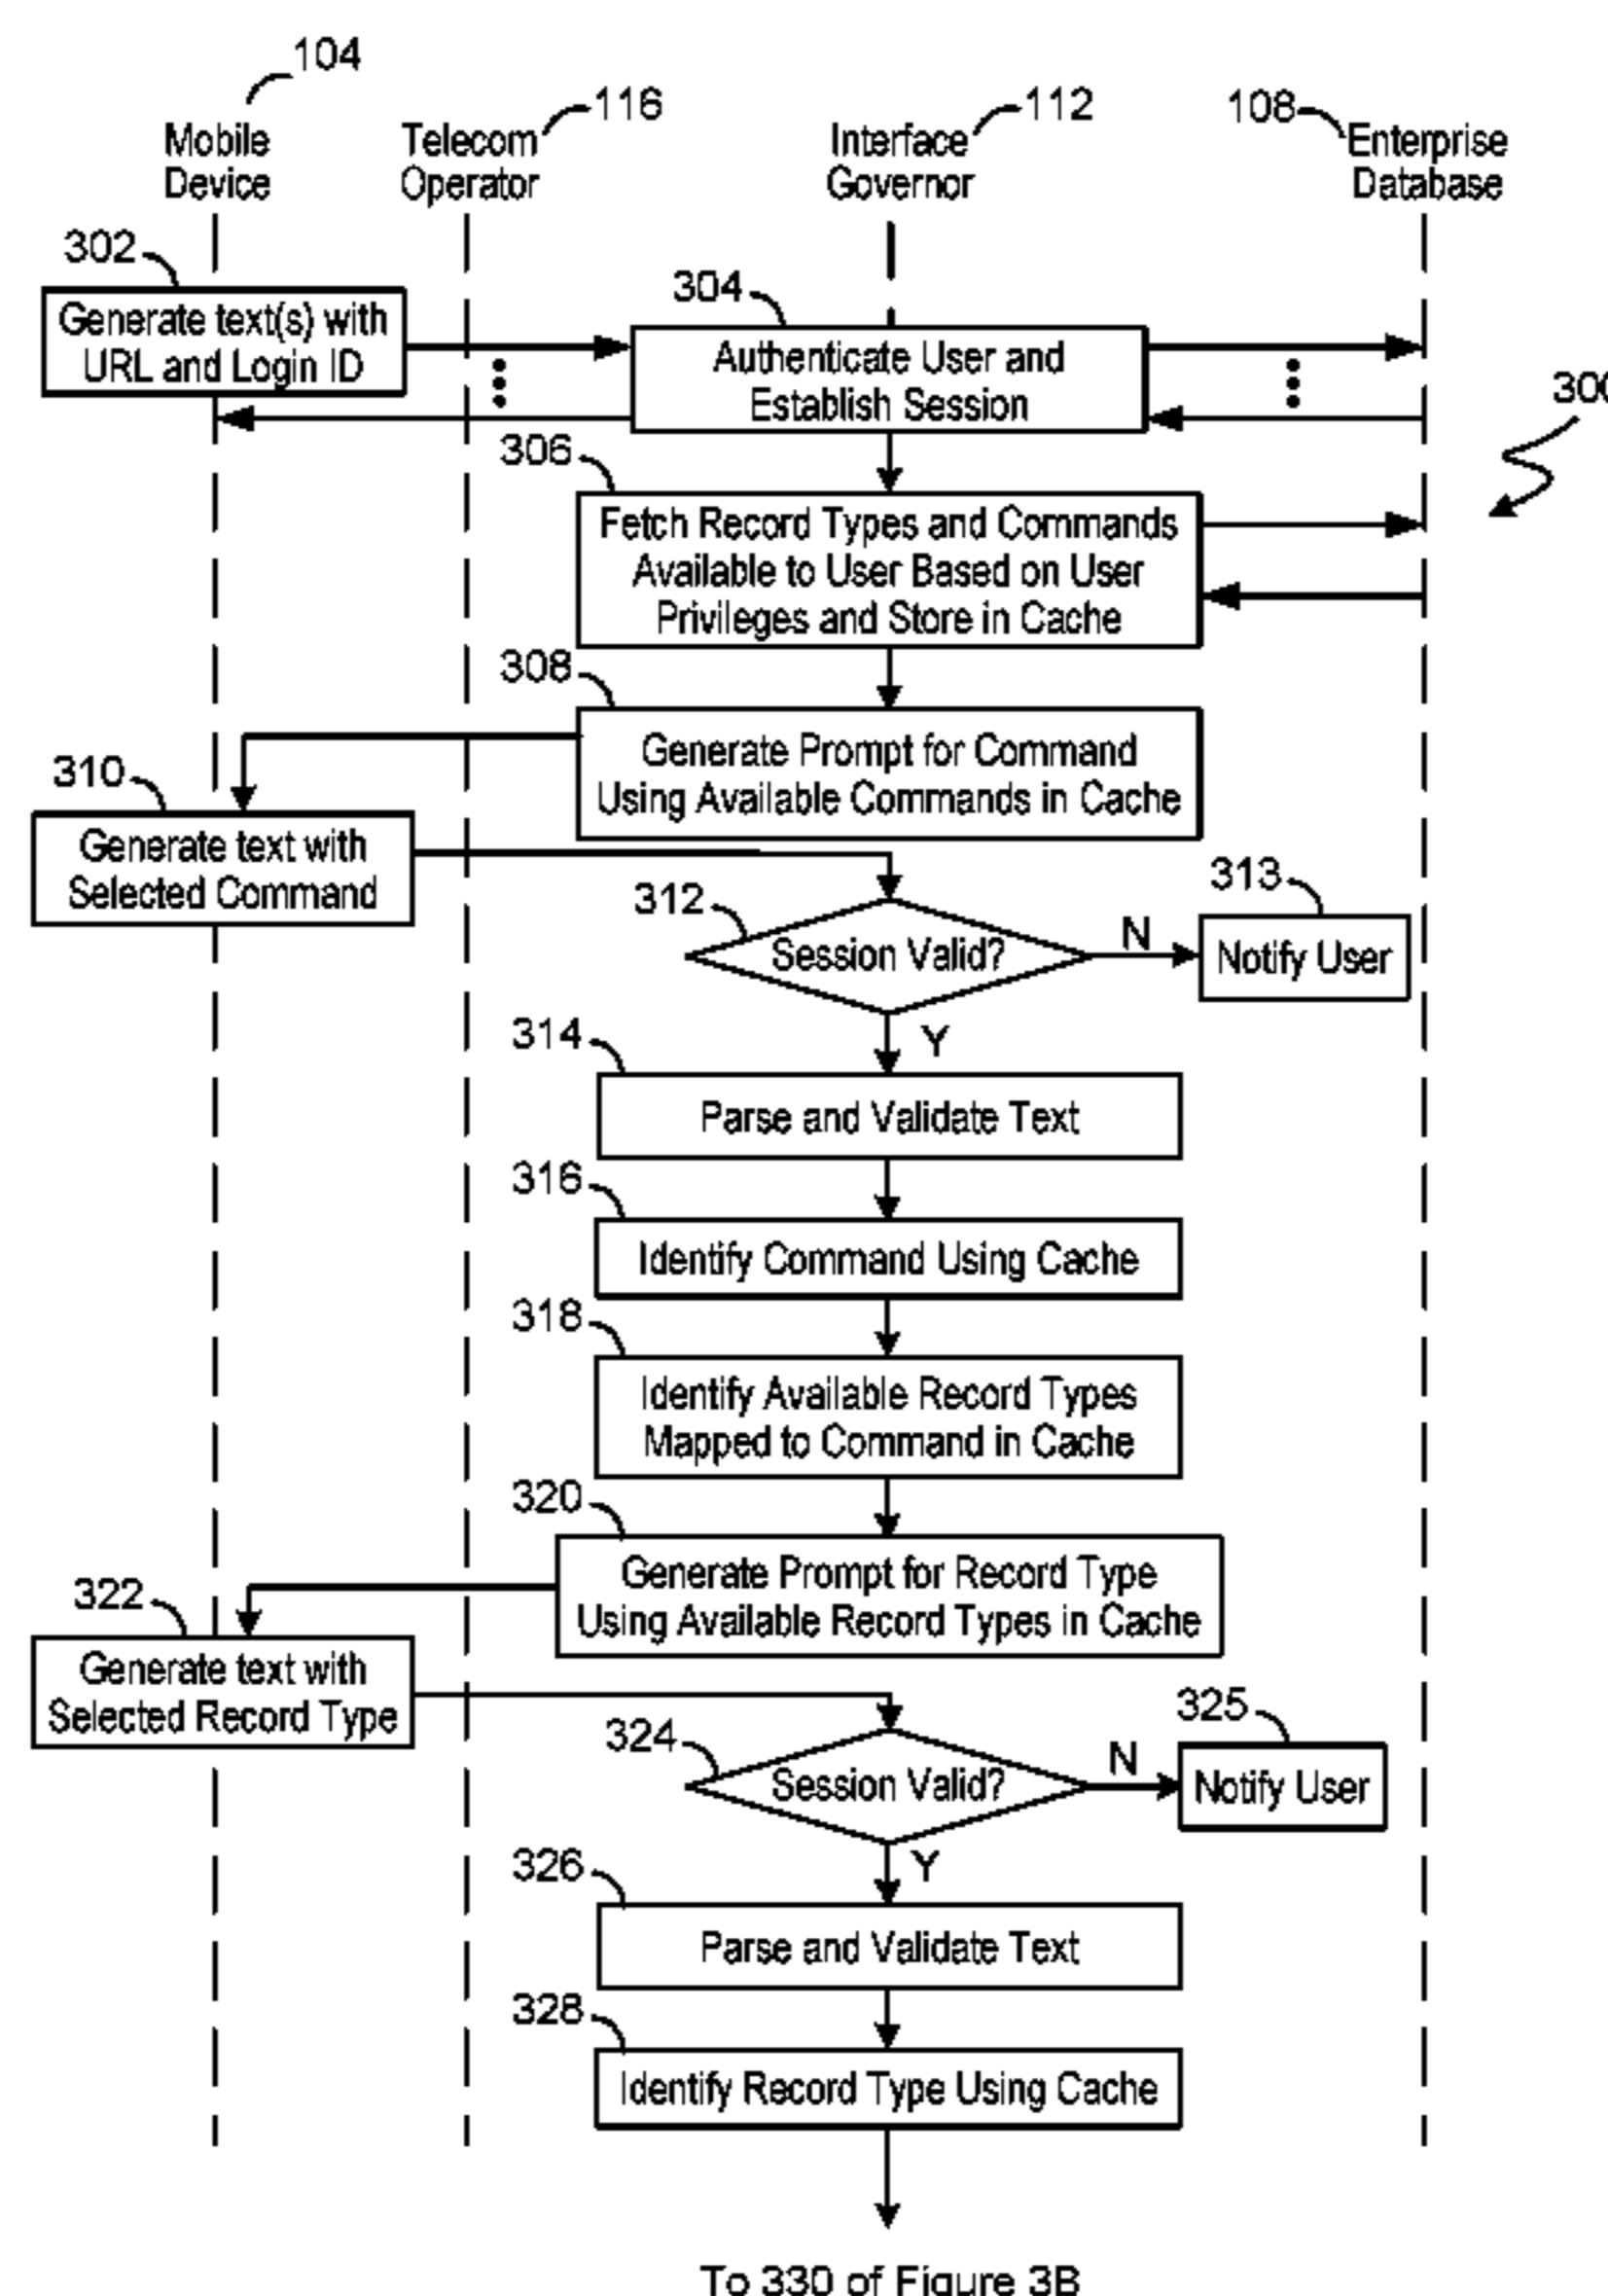 104
116
112
108
Mobile
Device
Telecom
Operator
Interface
Governor
Enterprise
Database
302
Generate text(s) with
URL and Login ID
304
Authenticate User and
Establish Session
300
306
Fetch Record Types and Commands
Available to User Based on User
Privileges and Store in Cache
308
Generate Prompt for Command
Using Available Commands in Cache
310
Generate text with
Selected Command
312
Session Valid?
N
313
Notify User
Y
314
Parse and Validate Text
316
Identify Command Using Cache
318
Identify Available Record Types
Mapped to Command in Cache
320
Generate Prompt for Record Type
Using Available Record Types in Cache
322
Generate text with
Selected Record Type
324
Session Valid?
N
325
Notify User
Y
326
Parse and Validate Text
328
Identify Record Type Using Cache
To 330 of Figure 3B